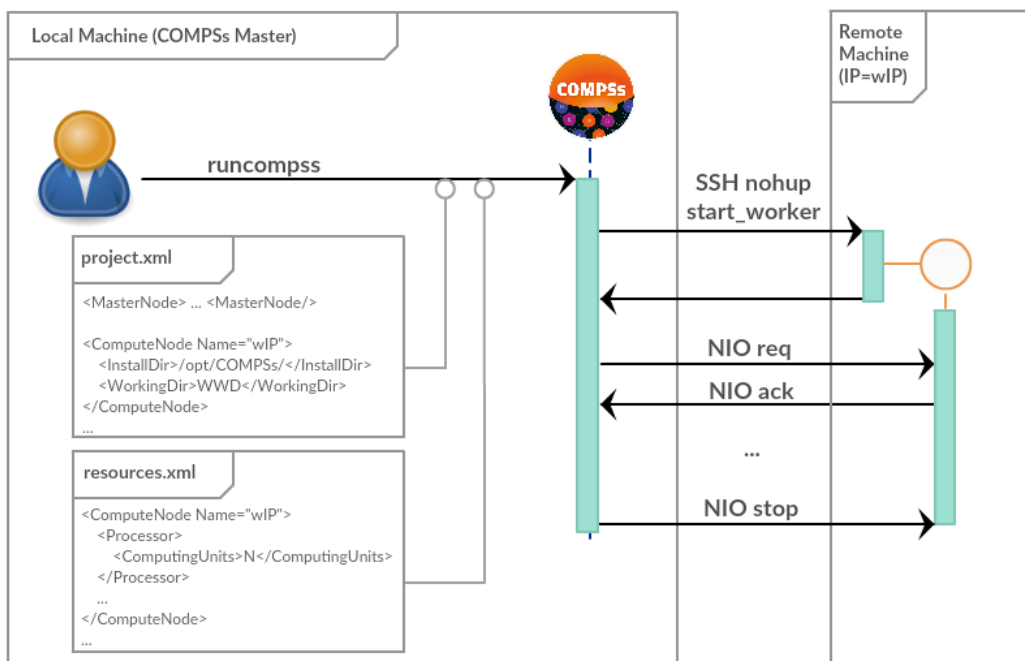 Local Machine (COMPSs Master)
Remote
Machine
(IP=wIP)
COMPSs
runcompss
SSH nohup
start_worker
project.xml
<MasterNode> ... <MasterNode/>
<ComputeNode Name="wIP">
<InstallDir>/opt/COMPSs/</InstallDir>
<WorkingDir>WWD</WorkingDir>
</ComputeNode>
...
NIO req
NIO ack
...
NIO stop
resources.xml
<ComputeNode Name="wIP">
<Processor>
<ComputingUnits>N</ComputingUnits>
</Processor>
...
</ComputeNode>
...